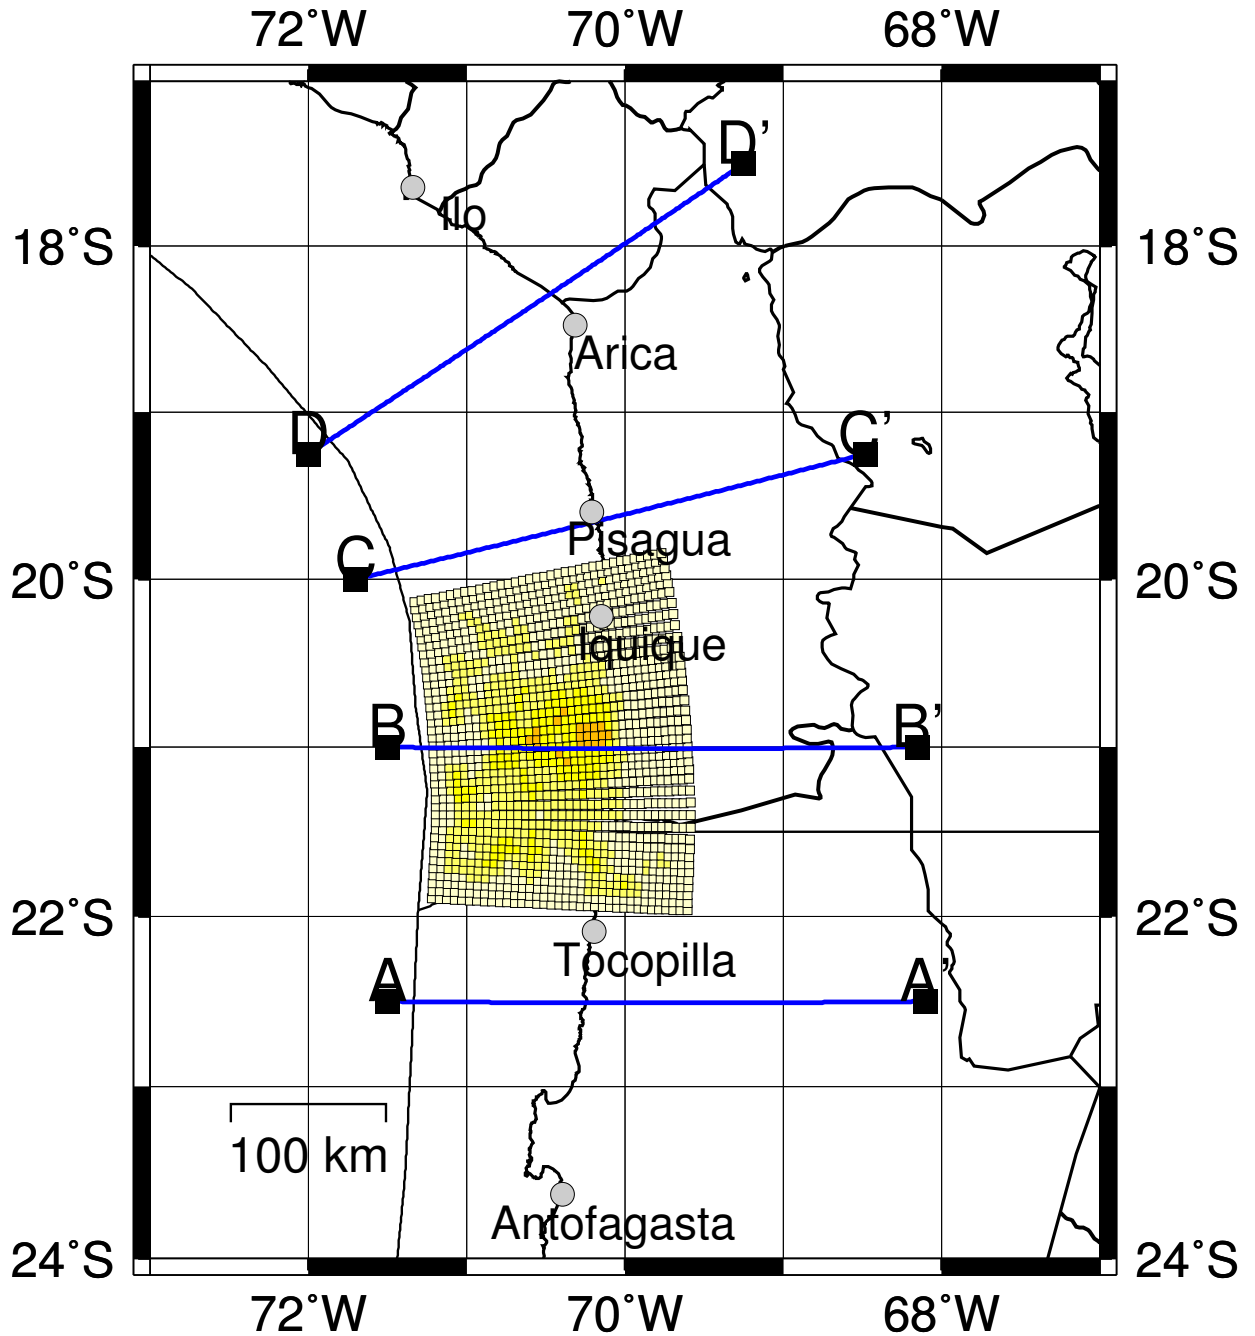 72˚W 70˚W 68˚W
D’
Ilo
18˚S 18˚S
Arica
D C’
Pisagua
C
20˚S 20˚S
Iquique
B B’
22˚S 22˚S
Tocopilla
A A’
100 km
Antofagasta
24˚S 24˚S
72˚W 70˚W 68˚W